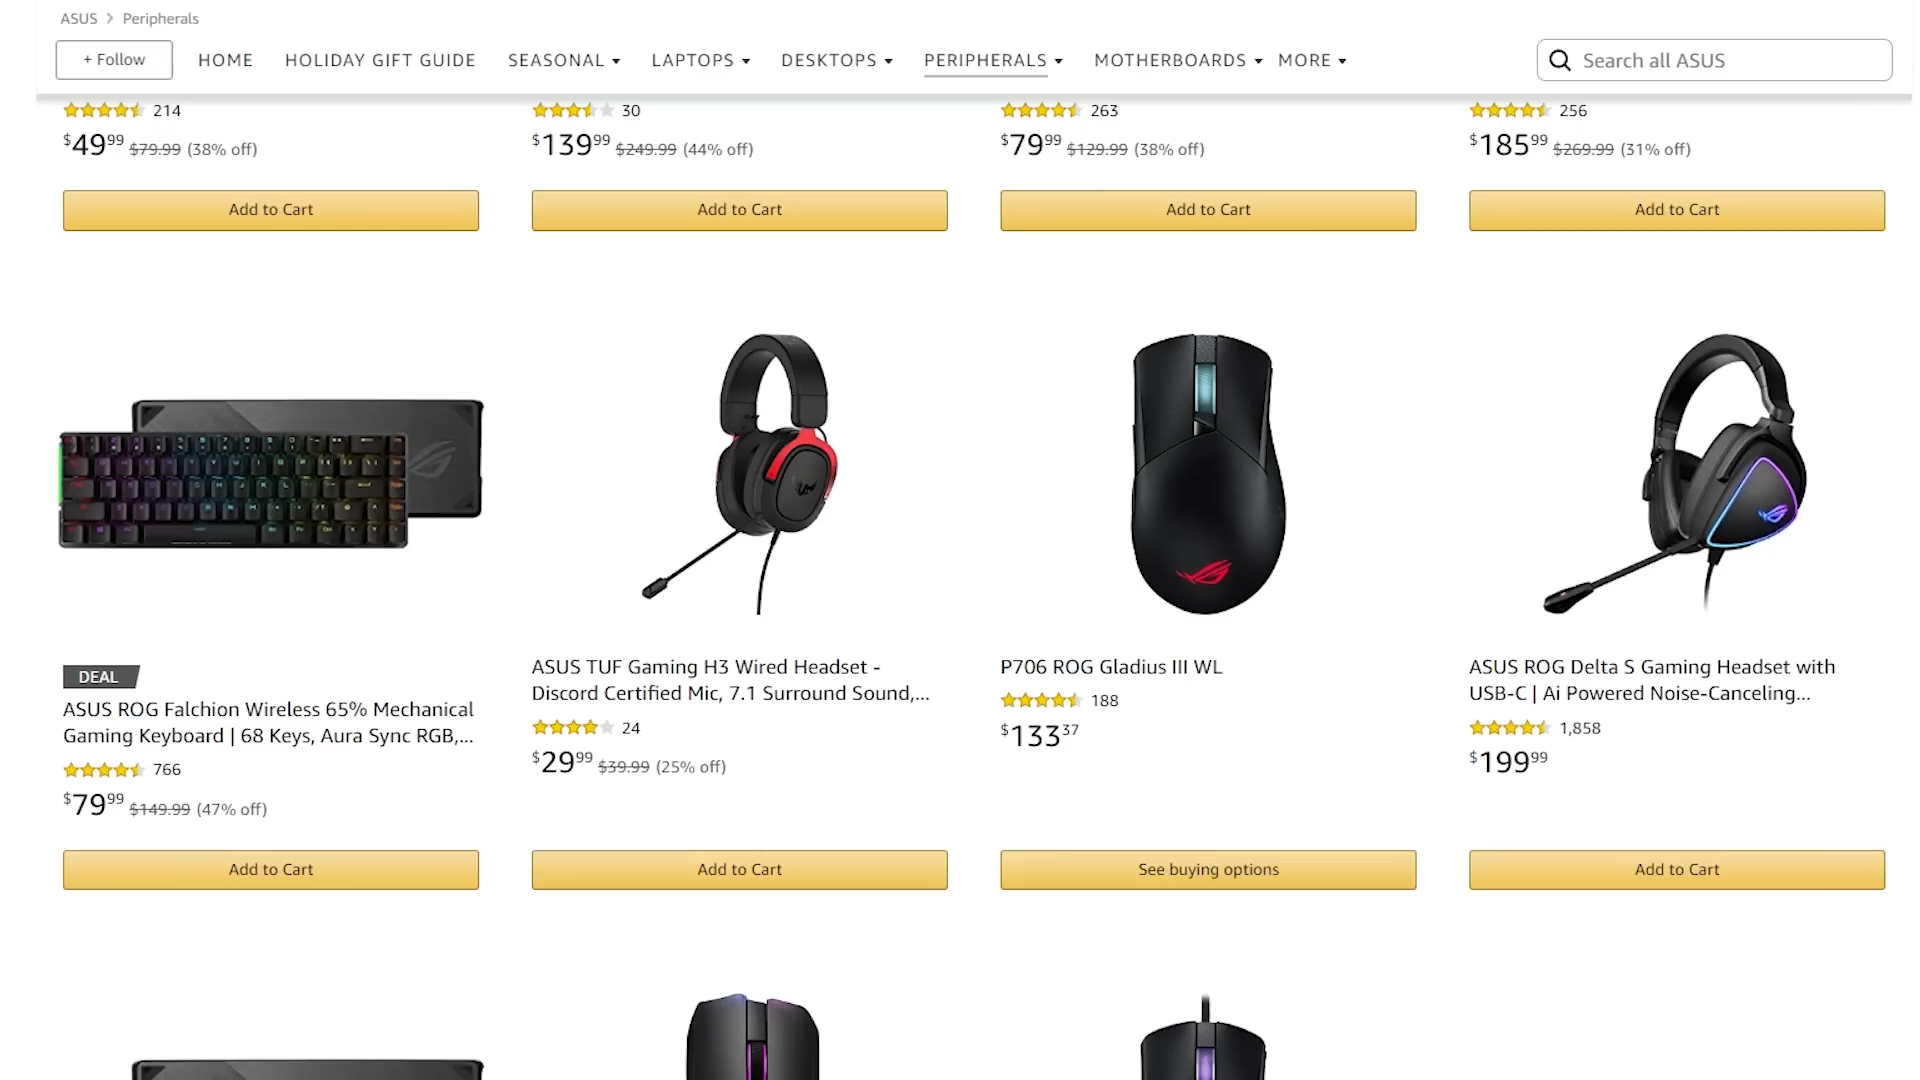 ASUS > Peripherals
+ Follow HOME HOLIDAY GIFT GUIDE SEASONAL LAPTOPS DESKTOPS PERIPHERALS MOTHERBOARDS MORE Search all ASUS
214 30 263 256
$49.99 $79.99 (38% off) $139.99 $249.99 (44% off) $79.99 $129.99 (38% off) $185.99 $269.99 (31% off)
Add to Cart Add to Cart Add to Cart Add to Cart
DEAL
ASUS ROG Falchion Wireless 65% Mechanical
Gaming Keyboard | 68 Keys, Aura Sync RGB,...
766
$79.99 $149.99 (47% off)
Add to Cart
ASUS TUF Gaming H3 Wired Headset -
Discord Certified Mic, 7.1 Surround Sound,...
24
$29.99 $39.99 (25% off)
Add to Cart
P706 ROG Gladius III WL
188
$133.37
See buying options
ASUS ROG Delta S Gaming Headset with
USB-C | Ai Powered Noise-Canceling...
1,858
$199.99
Add to Cart